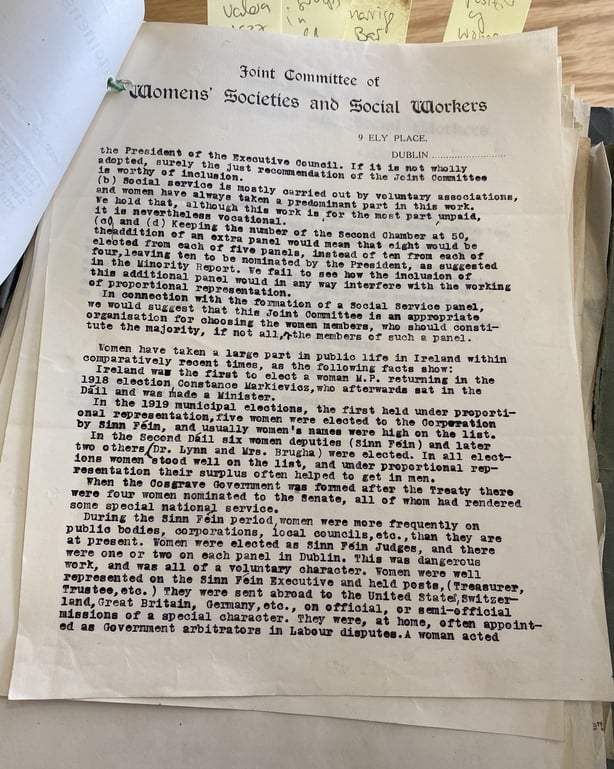 Valera
in
Joint Committee of
Womens' Societies and Social Workers
9 ELY PLACE.
DUBLIN ........................
the President of the Executive Council. If it is not wholly
adopted, surely the just recommendation of the Joint Committee
is worthy of inclusion.
(b) Social service is mostly carried out by voluntary associations,
and women have always taken a predominant part in this work.
We hold that, although this work is for the most part unpaid,
it is nevertheless vocational.
(c) and (d) Keeping the number of the Second Chamber at 50,
theaddition of an extra panel would mean that eight would be
elected from each of five panels, instead of ten from each of
four, leaving ten to be nominated by the President, as suggested
in the Minority Report. We fail to see how the inclusion of
this additional panel would in any way interfere with the working
of proportional representation.
In connection with the formation of a Social Service panel,
we would suggest that this Joint Committee is an appropriate
organisation for choosing the women members, who should consti-
tute the majority, if not all, the members of such a panel.
Women have taken a large part in public life in Ireland within
comparatively recent times, as the following facts show:
Ireland was the first to elect a woman M.P. returning in the
1918 election Constance Markievicz, who afterwards sat in the
Dáil and was made a Minister.
In the 1919 municipal elections, the first held under proporti-
onal representation, five women were elected to the Corporation
by Sinn Féin, and usually women's names were high on the list.
In the Second Dáil six women deputies (Sinn Féin) and later
two others (Dr. Lynn and Mrs. Brugha) were elected. In all elect-
ions women stood well on the list, and under proportional rep-
resentation their surplus often helped to get in men.
When the Cosgrave Government was formed after the Treaty there
were four women nominated to the Senate, all of whom had rendered
some special national service.
During the Sinn Féin period, women were more frequently on
public bodies, corporations, local councils, etc., than they are
at present. Women were elected as Sinn Féin Judges, and there
were one or two on each panel in Dublin. This was dangerous
work, and was all of a voluntary character. Women were well
represented on the Sinn Féin Executive and held posts, (Treasurer,
Trustee, etc.) They were sent abroad to the United States, Switzer-
land, Great Britain, Germany, etc., on official, or semi-official
missions of a special character. They were, at home, often appoint-
ed as Government arbitrators in Labour disputes. A woman acted